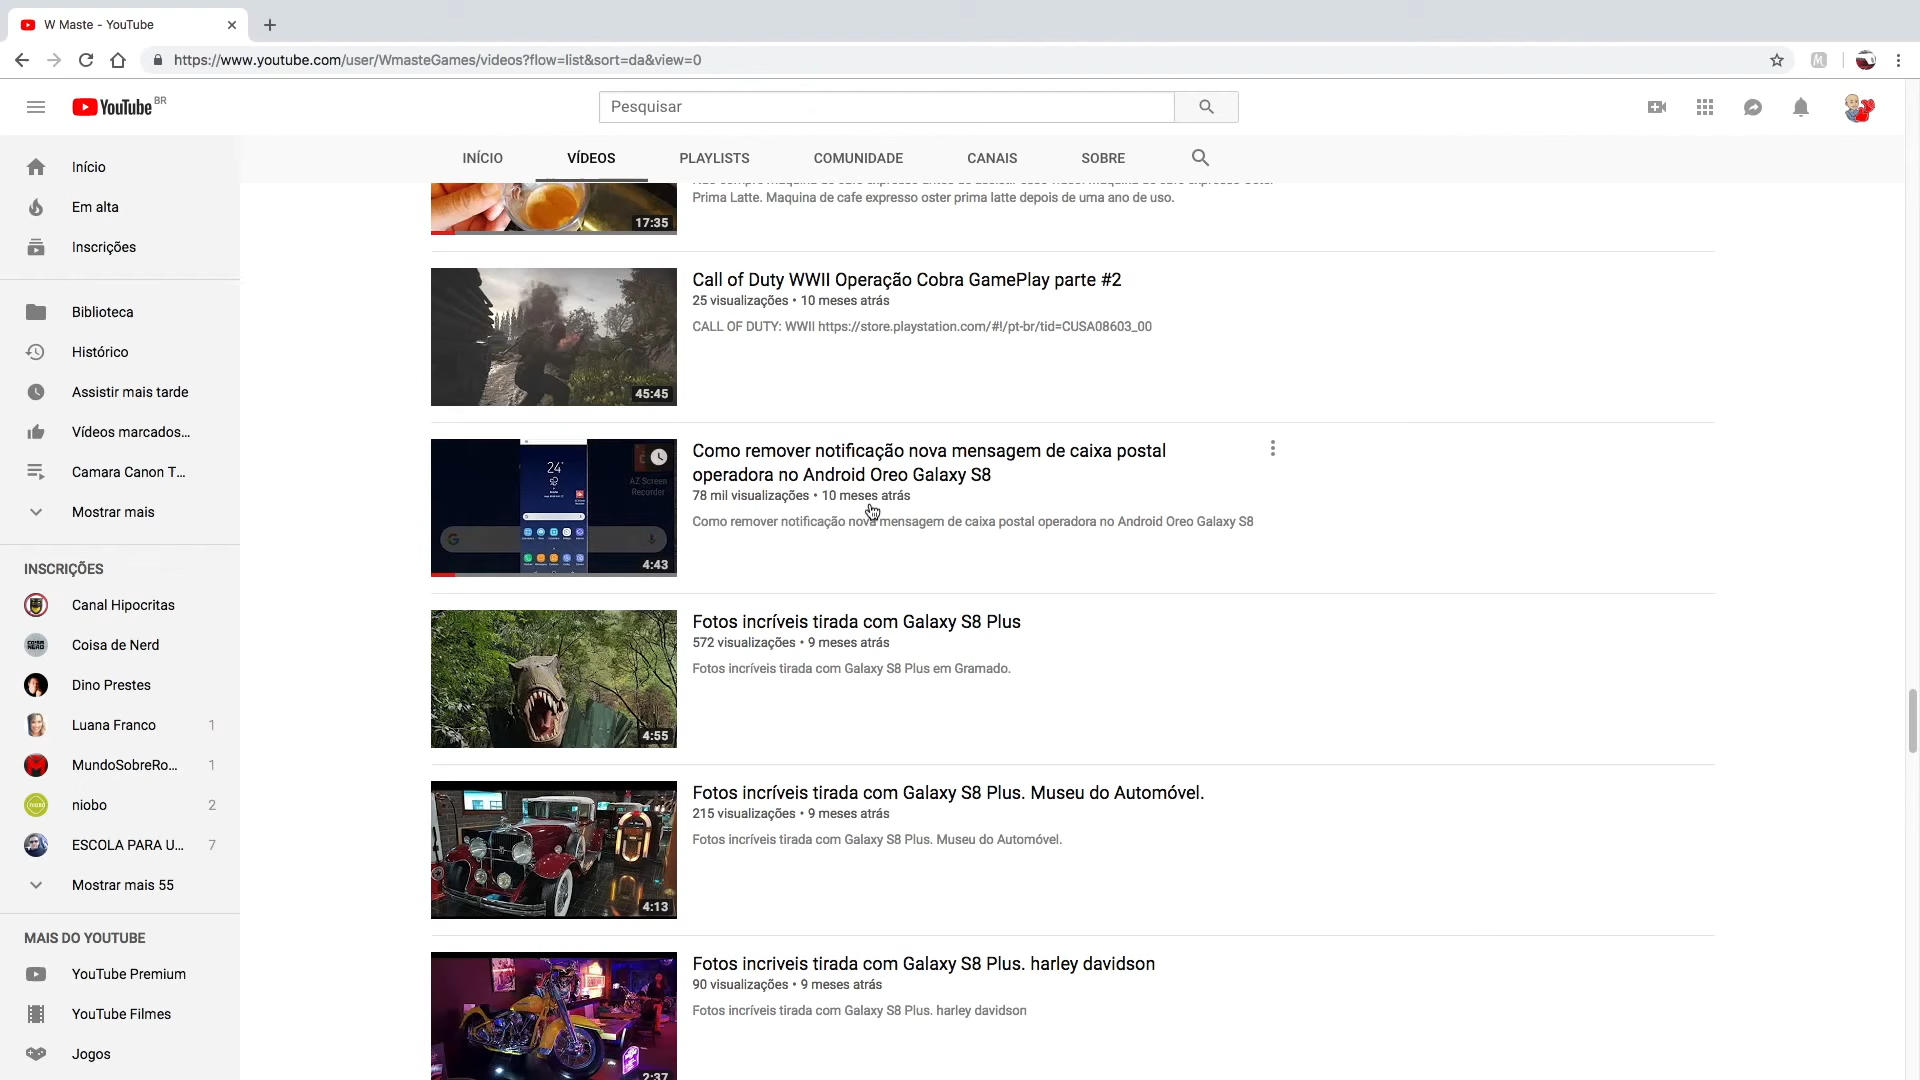 W Maste - YouTube
https://www.youtube.com/user/WmasteGames/videos?flow=list&sort=da&view=0
YouTube BR
Pesquisar
INÍCIO
VÍDEOS
PLAYLISTS
COMUNIDADE
CANAIS
SOBRE
Início
Em alta
Inscrições
Biblioteca
Histórico
Assistir mais tarde
Vídeos marcados...
Camara Canon T...
Mostrar mais
INSCRIÇÕES
Canal Hipocritas
Coisa de Nerd
Dino Prestes
Luana Franco 1
MundoSobreRo... 1
niobo 2
ESCOLA PARA U... 7
Mostrar mais 55
MAIS DO YOUTUBE
YouTube Premium
YouTube Filmes
Jogos
Prima Latte. Maquina de cafe expresso oster prima latte depois de uma ano de uso.
17:35
Call of Duty WWII Operação Cobra GamePlay parte #2
25 visualizações • 10 meses atrás
CALL OF DUTY: WWII https://store.playstation.com/#!/pt-br/tid=CUSA08603_00
45:45
Como remover notificação nova mensagem de caixa postal
operadora no Android Oreo Galaxy S8
78 mil visualizações • 10 meses atrás
Como remover notificação nova mensagem de caixa postal operadora no Android Oreo Galaxy S8
24°
AZ Screen
Recorder
4:43
Fotos incríveis tirada com Galaxy S8 Plus
572 visualizações • 9 meses atrás
Fotos incríveis tirada com Galaxy S8 Plus em Gramado.
4:55
Fotos incríveis tirada com Galaxy S8 Plus. Museu do Automóvel.
215 visualizações • 9 meses atrás
Fotos incríveis tirada com Galaxy S8 Plus. Museu do Automóvel.
4:13
Fotos incriveis tirada com Galaxy S8 Plus. harley davidson
90 visualizações • 9 meses atrás
Fotos incríveis tirada com Galaxy S8 Plus. harley davidson
2:37